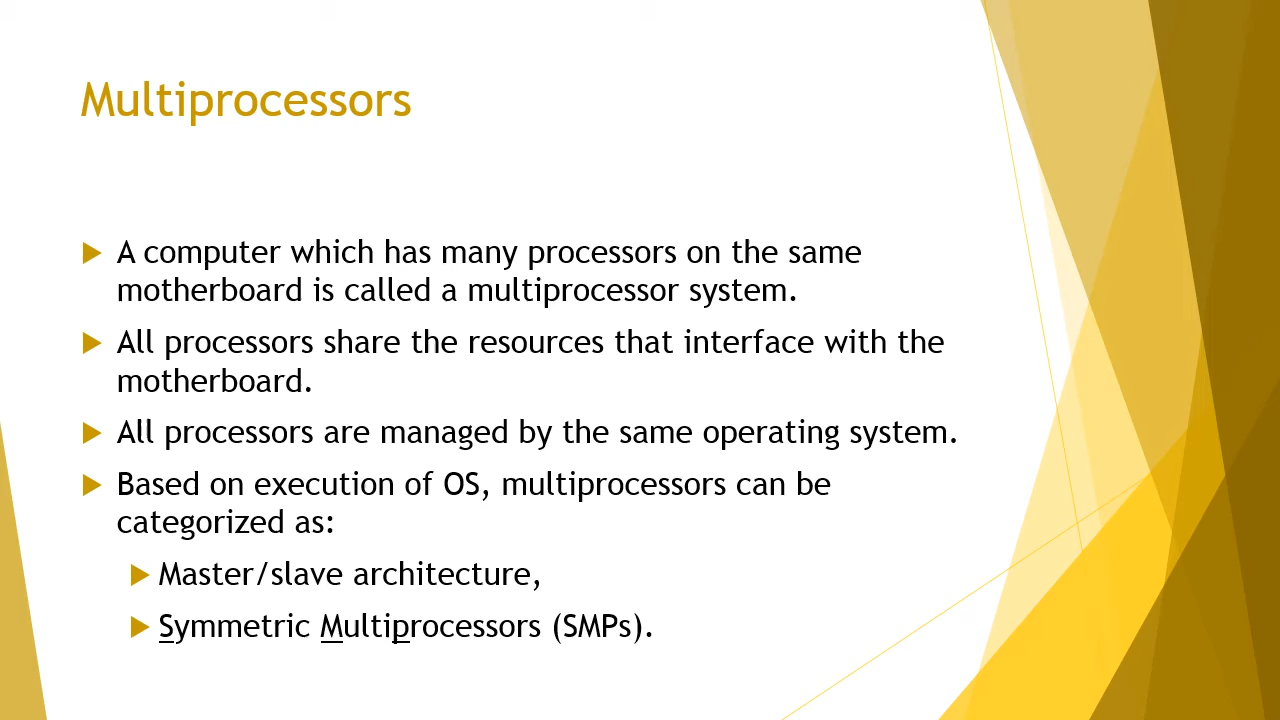 Multiprocessors
A computer which has many processors on the same
motherboard is called a multiprocessor system.
All processors share the resources that interface with the
motherboard.
All processors are managed by the same operating system.
Based on execution of OS, multiprocessors can be
categorized as:
Master/slave architecture,
Symmetric Multiprocessors (SMPs).